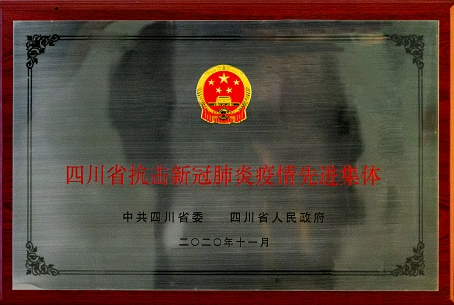 四川省抗击新冠肺炎疫情先进集体
中共四川省委 四川省人民政府
二〇二〇年十一月